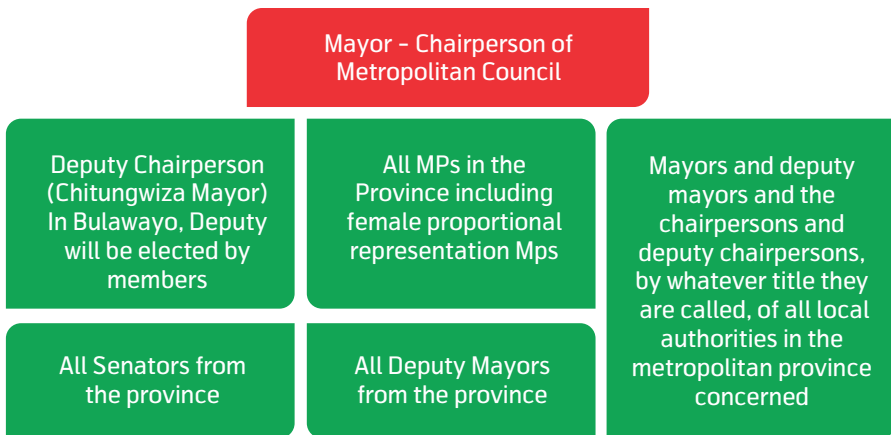 Mayor - Chairperson of
Metropolitan Council
Deputy Chairperson
(Chitungwiza Mayor)
In Bulawayo, Deputy
will be elected by
members
All MPs in the
Province including
female proportional
representation Mps
Mayors and deputy
mayors and the
chairpersons and
deputy chairpersons,
by whatever title they
are called, of all local
authorities in the
metropolitan province
concerned
All Senators from
the province
All Deputy Mayors
from the province